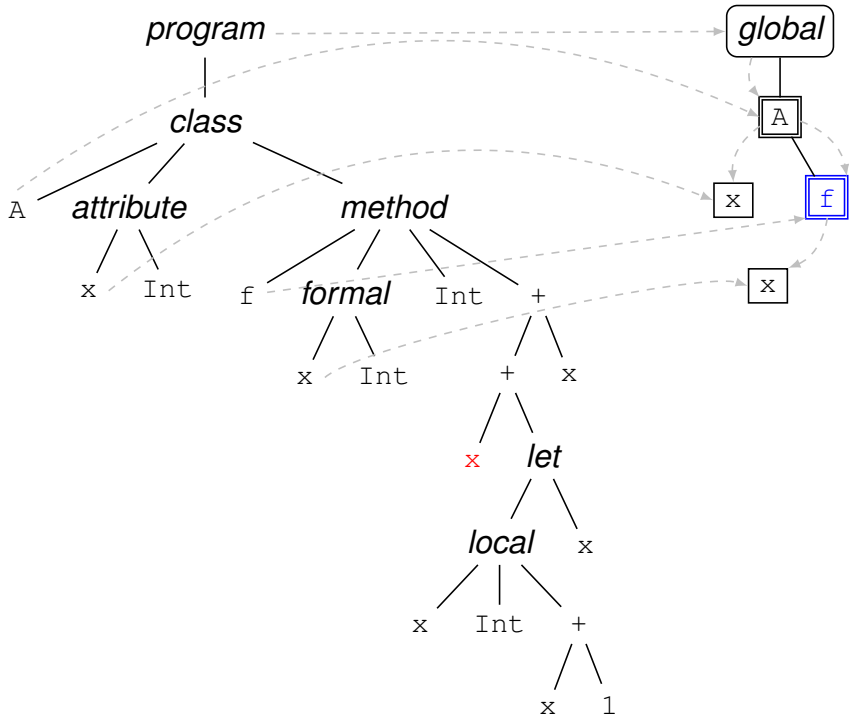 program global
class A
A attribute method x f
x Int f formal Int + x
x Int + x
x let
local x
x Int +
x 1